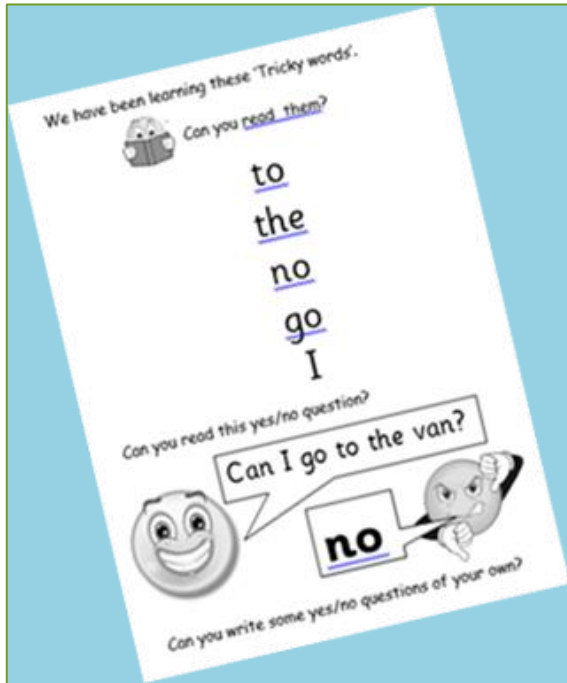 We have been learning these 'Tricky words'.
Can you read them?
to
the
no
go
I
Can you read this yes/no question?
Can I go to the van?
no
Can you write some yes/no questions of your own?